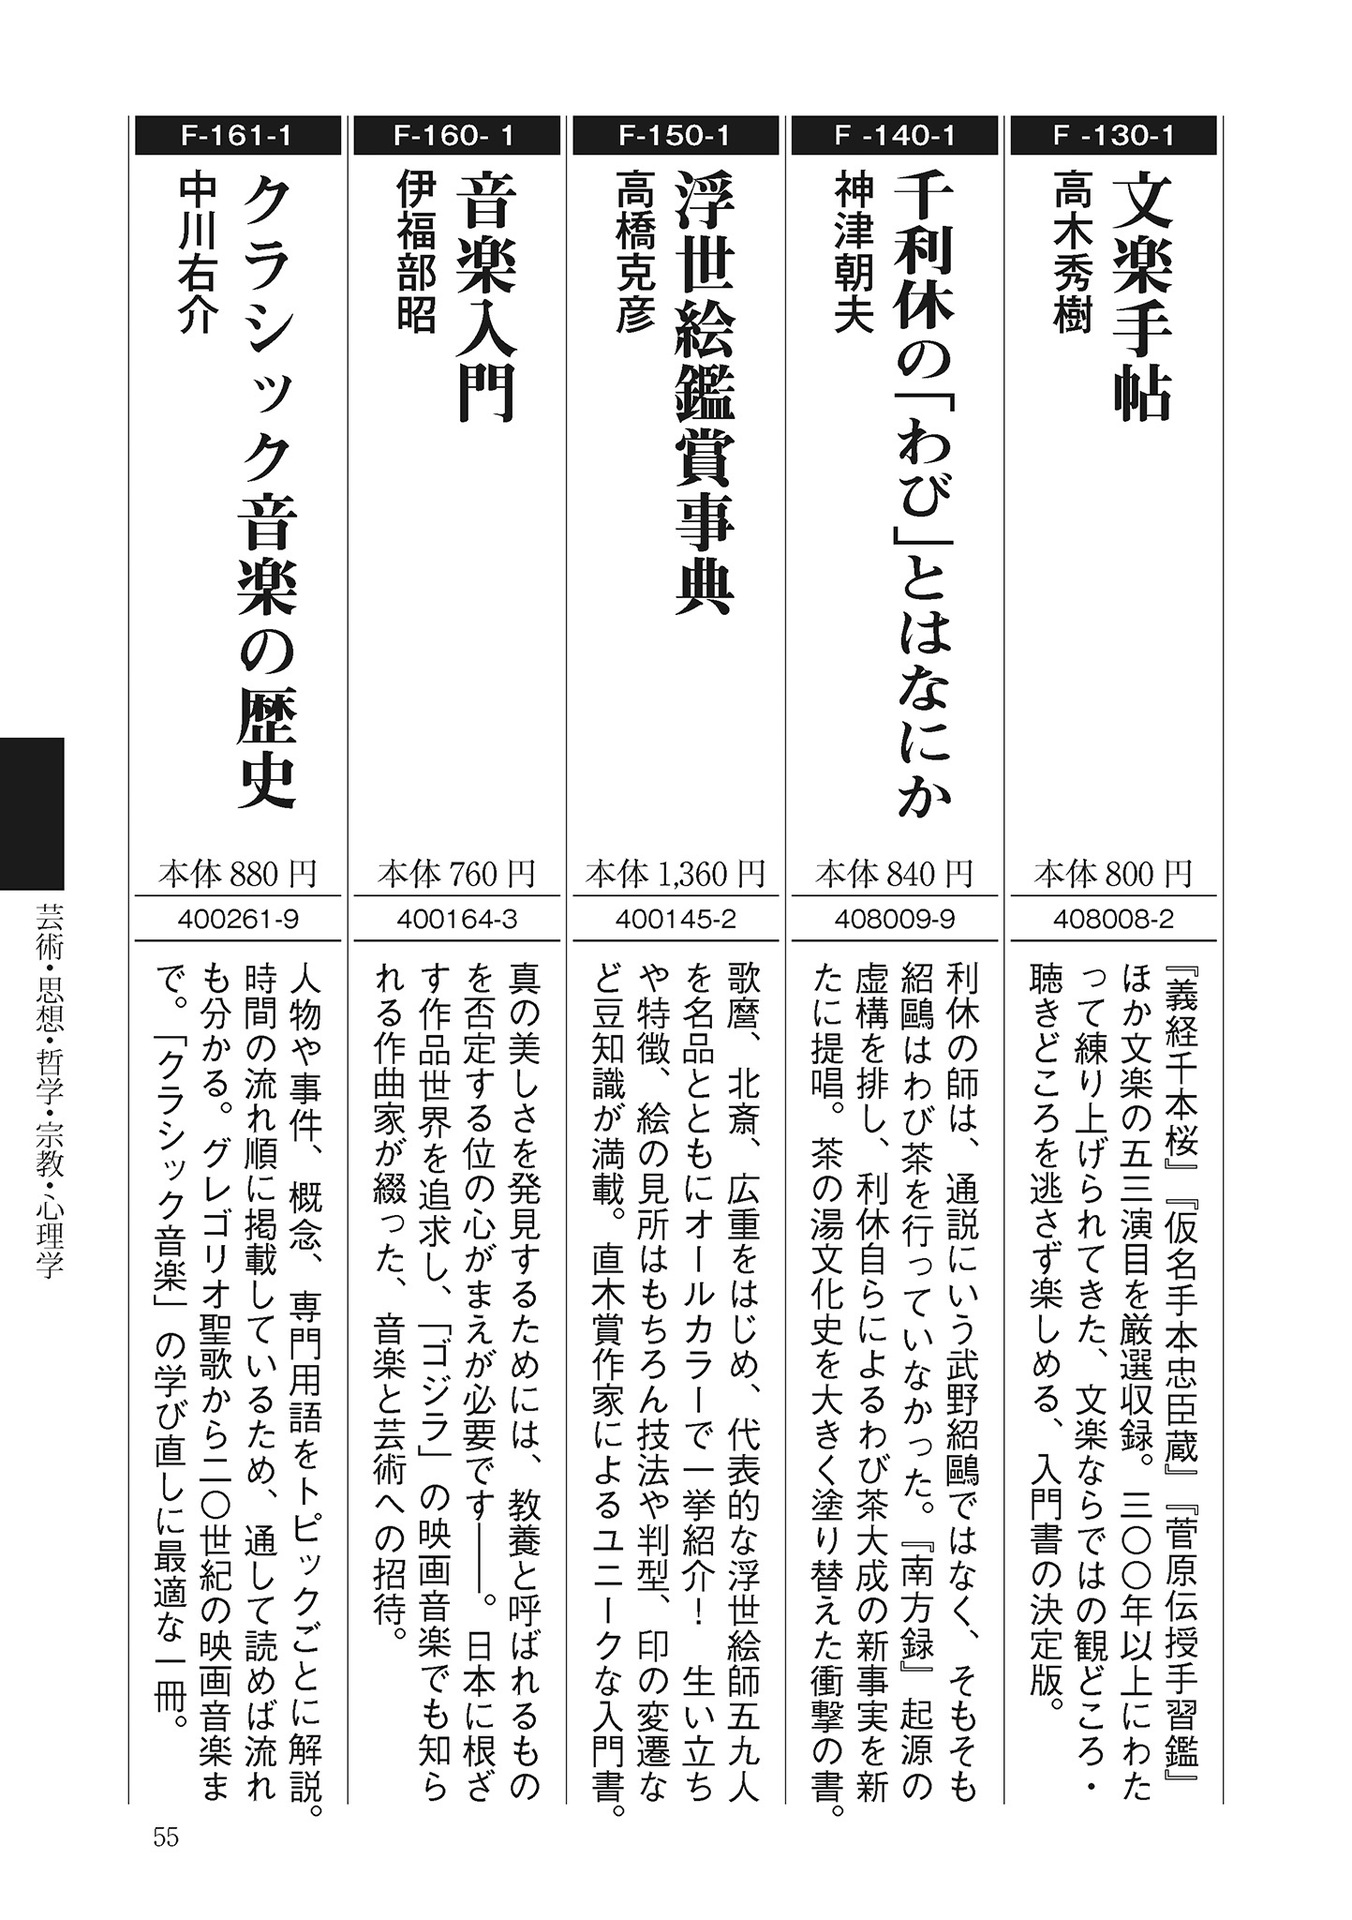 F-130-1
文楽手帖
高木秀樹
本体 800 円
408008-2
『義経千本桜』『仮名手本忠臣蔵』『菅原伝授手習鑑』
ほか文楽の五三演目を厳選収録。三〇〇年以上にわた
って練り上げられてきた、文楽ならではの観どころ・
聴きどころを逃さず楽しめる、入門書の決定版。
F-140-1
千利休の「わび」とはなにか
神津朝夫
本体 840 円
408009-9
利休の師は、通説にいう武野紹鷗ではなく、そもそも
紹鷗はわび茶を行っていなかった。『南方録』起源の
虚構を排し、利休自らによるわび茶大成の新事実を新
たに提唱。茶の湯文化史を大きく塗り替えた衝撃の書。
F-150-1
浮世絵鑑賞事典
高橋克彦
本体 1,360 円
400145-2
歌麿、北斎、広重をはじめ、代表的な浮世絵師五九人
を名品とともにオールカラーで一挙紹介！　生い立ち
や特徴、絵の見所はもちろん技法や判型、印の変遷な
ど豆知識が満載。直木賞作家によるユニークな入門書。
F-160- 1
音楽入門
伊福部昭
本体 760 円
400164-3
真の美しさを発見するためには、教養と呼ばれるもの
を否定する位の心がまえが必要です――。日本に根ざ
す作品世界を追求し、「ゴジラ」の映画音楽でも知ら
れる作曲家が綴った、音楽と芸術への招待。
F-161-1
クラシック音楽の歴史
中川右介
本体 880 円
400261-9
人物や事件、概念、専門用語をトピックごとに解説。
時間の流れ順に掲載しているため、通して読めば流れ
も分かる。グレゴリオ聖歌から二〇世紀の映画音楽ま
で。「クラシック音楽」の学び直しに最適な一冊。
芸術・思想・哲学・宗教・心理学
55